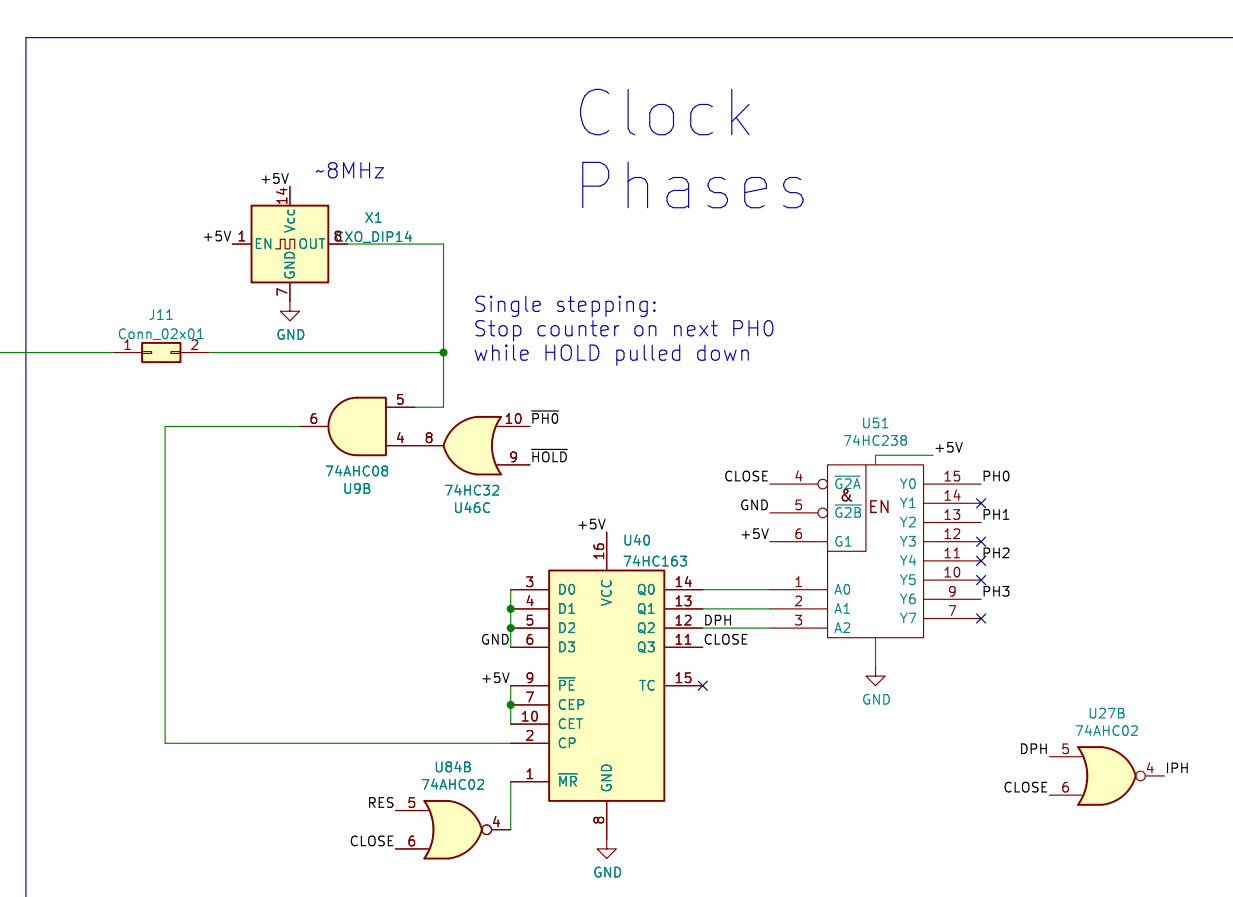 Clock
Phases
~8MHz
+5V
14
Vcc
X1
+5V 1 EN OUT 8 CXO_DIP14
GND
7
GND
J11
Conn_02x01
1 2
Single stepping:
Stop counter on next PH0
while HOLD pulled down
5
6
4
8
10 PH0
9 HOLD
74AHC08
U9B
74HC32
U46C
U51
74HC238
+5V
CLOSE 4 G2A
GND 5 G2B
+5V 6 G1
& EN
1 A0
2 A1
3 A2
Y0 15 PH0
Y1 14
Y2 13 PH1
Y3 12
Y4 11 PH2
Y5 10
Y6 9 PH3
Y7 7
GND
+5V
16
VCC
U40
74HC163
3 D0
4 D1
5 D2
GND 6 D3
+5V 9 PE
7 CEP
10 CET
2 CP
1 MR
Q0 14
Q1 13
Q2 12 DPH
Q3 11 CLOSE
TC 15
GND
8
GND
U84B
74AHC02
RES 5
CLOSE 6
4
U27B
74AHC02
DPH 5
CLOSE 6
4 IPH